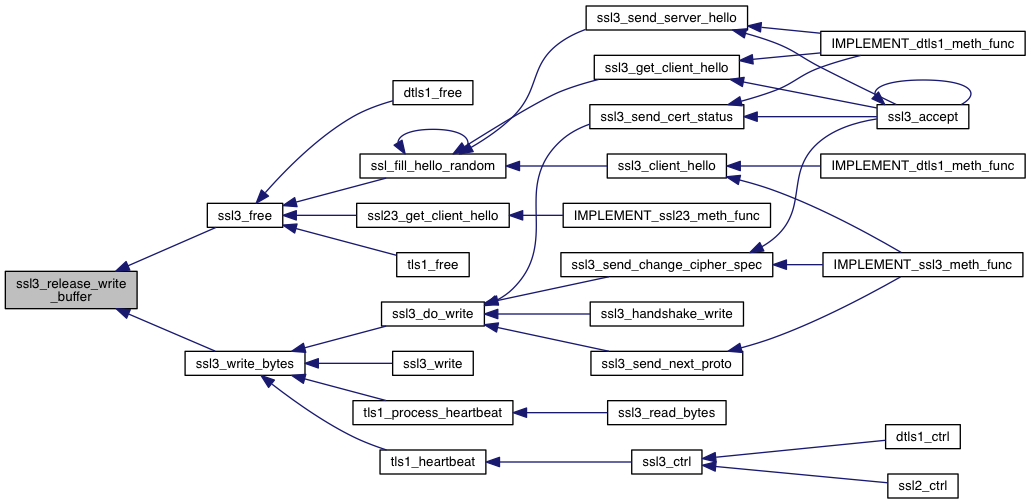 ssl3_send_server_hello
IMPLEMENT_dtls1_meth_func
ssl3_get_client_hello
dtls1_free
ssl3_send_cert_status
ssl3_accept
ssl_fill_hello_random
ssl3_client_hello
IMPLEMENT_dtls1_meth_func
ssl3_free
ssl23_get_client_hello
IMPLEMENT_ssl23_meth_func
tls1_free
ssl3_send_change_cipher_spec
IMPLEMENT_ssl3_meth_func
ssl3_release_write
_buffer
ssl3_do_write
ssl3_handshake_write
ssl3_write_bytes
ssl3_write
ssl3_send_next_proto
tls1_process_heartbeat
ssl3_read_bytes
dtls1_ctrl
tls1_heartbeat
ssl3_ctrl
ssl2_ctrl